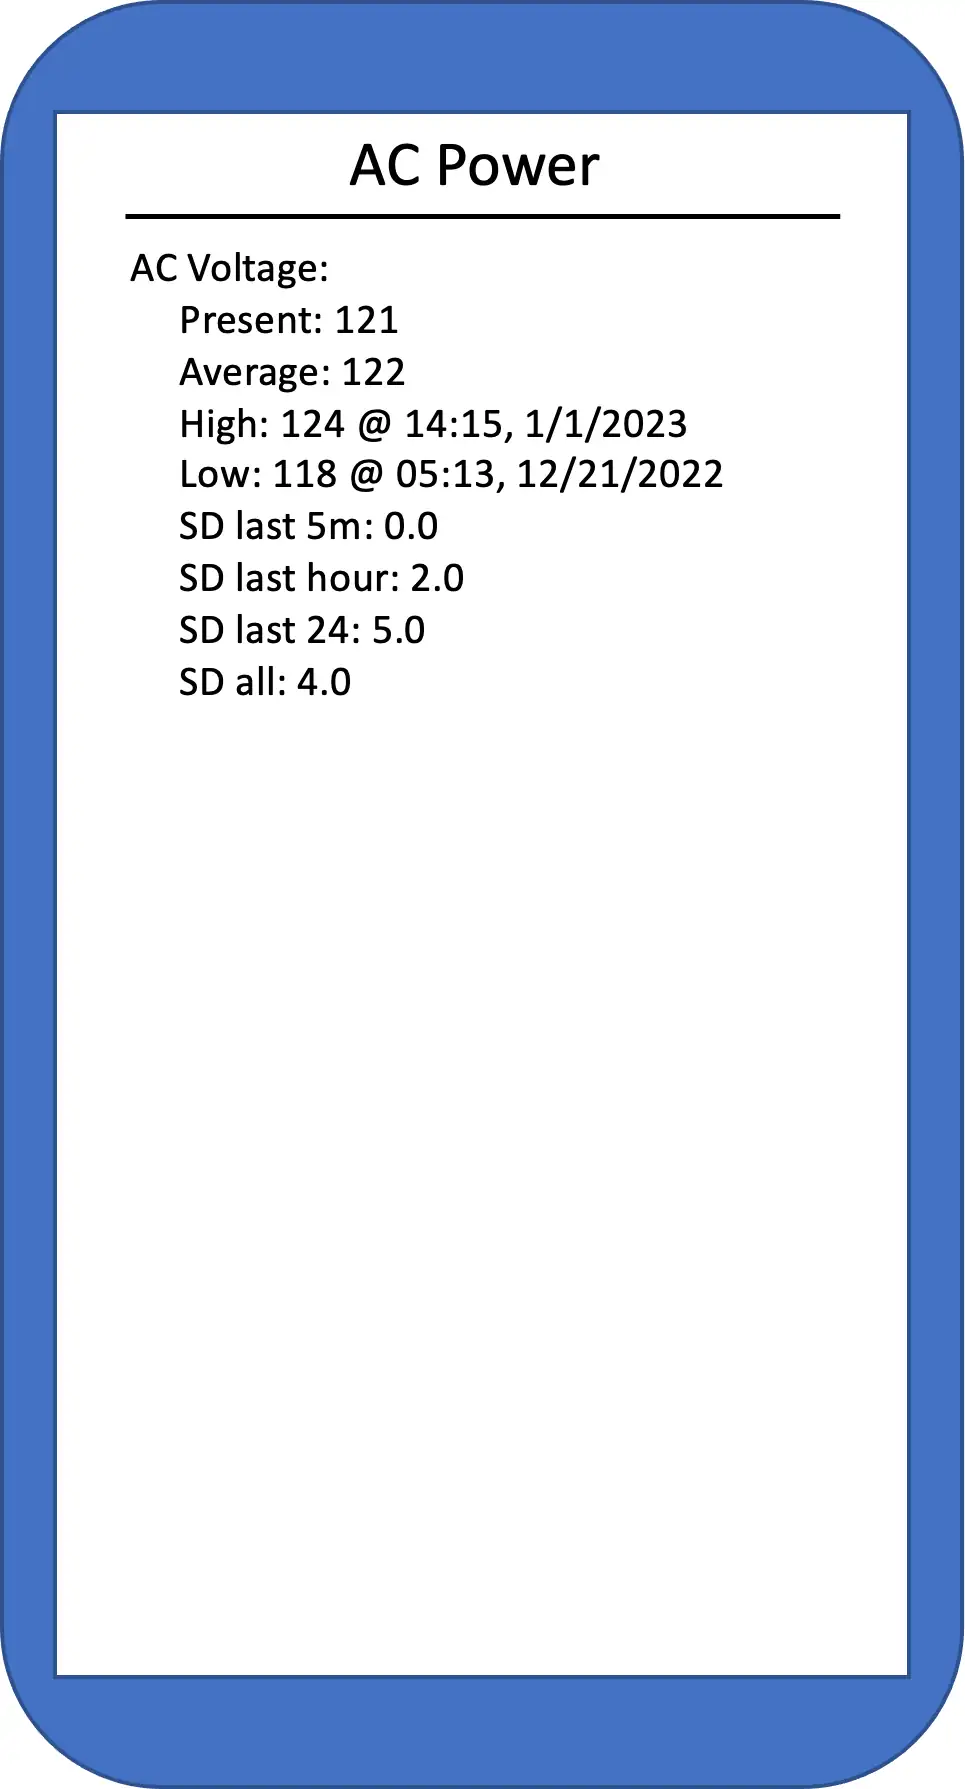 AC Power
AC Voltage:
Present: 121
Average: 122
High: 124 @ 14:15, 1/1/2023
Low: 118 @ 05:13, 12/21/2022
SD last 5m: 0.0
SD last hour: 2.0
SD last 24: 5.0
SD all: 4.0